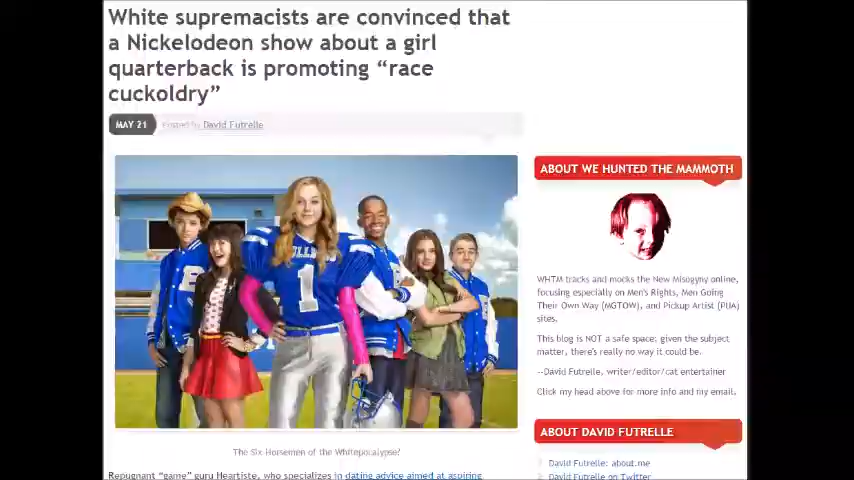 White supremacists are convinced that
a Nickelodeon show about a girl
quarterback is promoting “race
cuckoldry”
MAY 21
Posted by David Futrelle
1
The Six Horsemen of the Whitepocalypse?
Repugnant “game” guru Heartiste, who specializes in dating advice aimed at aspiring
ABOUT WE HUNTED THE MAMMOTH
WHTM tracks and mocks the New Misogyny online,
focusing especially on Men's Rights, Men Going
Their Own Way (MGTOW), and Pickup Artist (PUA)
sites.
This blog is NOT a safe space; given the subject
matter, there's really no way it could be.
--David Futrelle, writer/editor/cat entertainer
Click my head above for more info and my email.
ABOUT DAVID FUTRELLE
David Futrelle: about.me
David Futrelle on Twitter